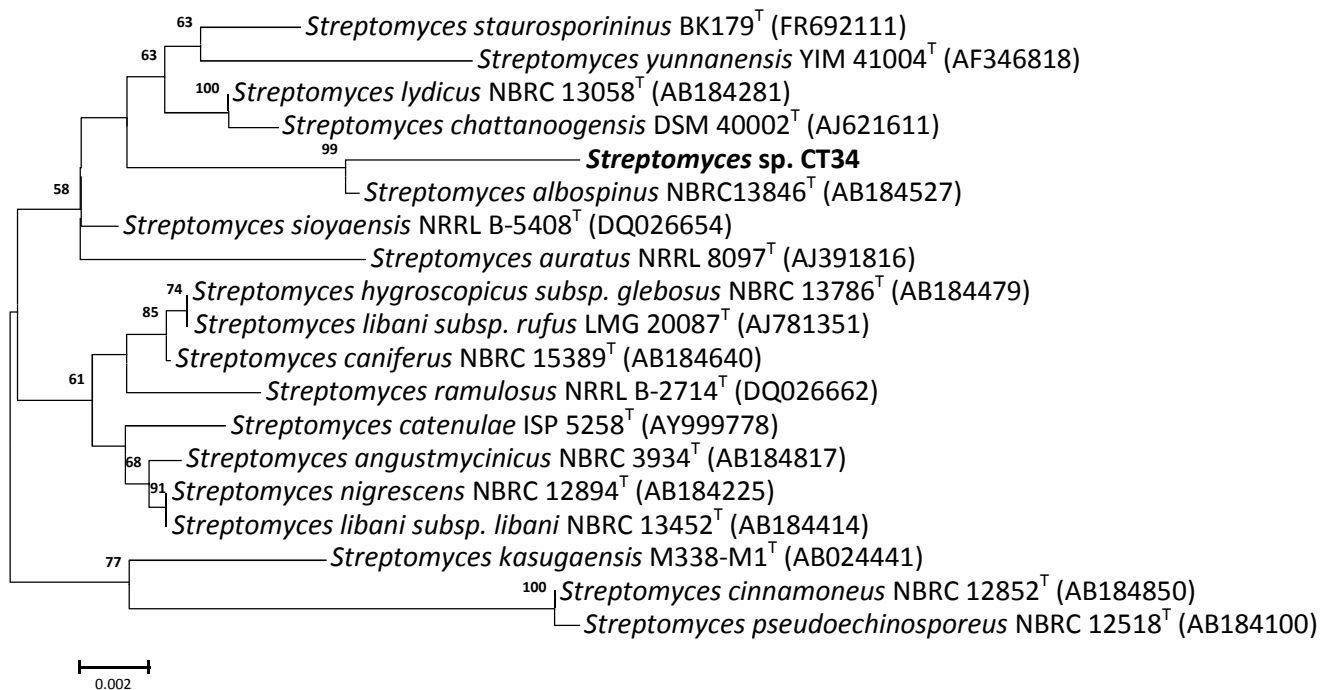 63
Streptomyces staurosporininus BK179ᵀ (FR692111)
63
Streptomyces yunnanensis YIM 41004ᵀ (AF346818)
100
Streptomyces lydicus NBRC 13058ᵀ (AB184281)
Streptomyces chattanoogensis DSM 40002ᵀ (AJ621611)
99
Streptomyces sp. CT34
58
Streptomyces albospinus NBRC13846ᵀ (AB184527)
Streptomyces sioyaensis NRRL B-5408ᵀ (DQ026654)
Streptomyces auratus NRRL 8097ᵀ (AJ391816)
74
Streptomyces hygroscopicus subsp. glebosus NBRC 13786ᵀ (AB184479)
85
Streptomyces libani subsp. rufus LMG 20087ᵀ (AJ781351)
Streptomyces caniferus NBRC 15389ᵀ (AB184640)
61
Streptomyces ramulosus NRRL B-2714ᵀ (DQ026662)
Streptomyces catenulae ISP 5258ᵀ (AY999778)
68
Streptomyces angustmycinicus NBRC 3934ᵀ (AB184817)
91
Streptomyces nigrescens NBRC 12894ᵀ (AB184225)
Streptomyces libani subsp. libani NBRC 13452ᵀ (AB184414)
77
Streptomyces kasugaensis M338-M1ᵀ (AB024441)
100
Streptomyces cinnamoneus NBRC 12852ᵀ (AB184850)
Streptomyces pseudoechinosporeus NBRC 12518ᵀ (AB184100)
0.002